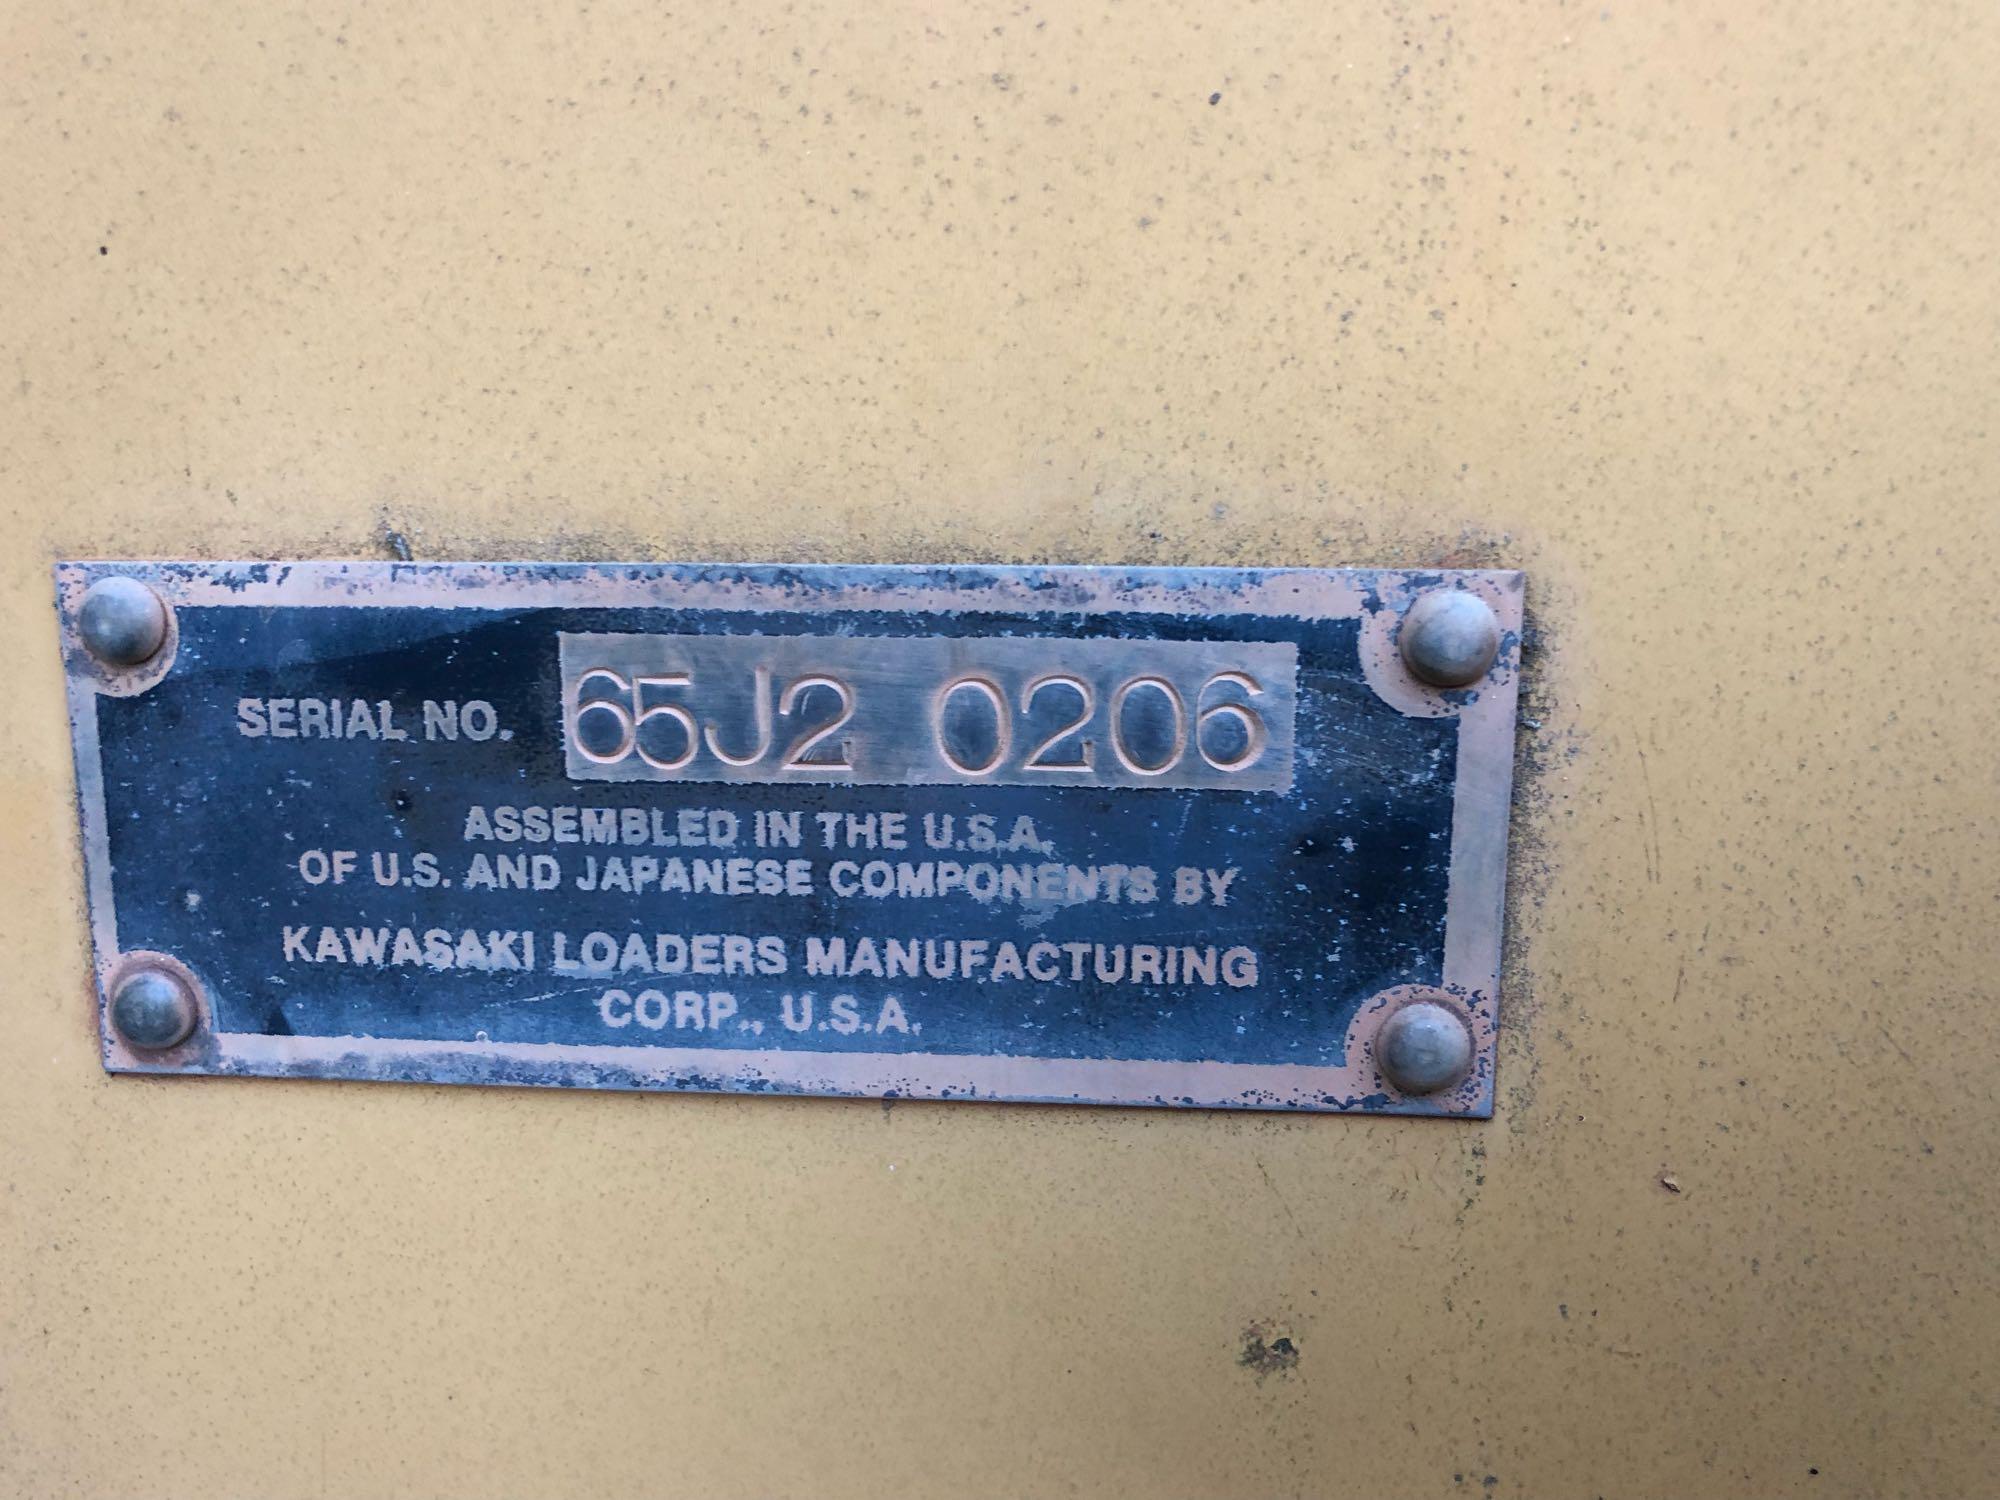 SERIAL NO. 65J2 0206
ASSEMBLED IN THE U.S.A.
OF U.S. AND JAPANESE COMPONENTS BY
KAWASAKI LOADERS MANUFACTURING
CORP., U.S.A.